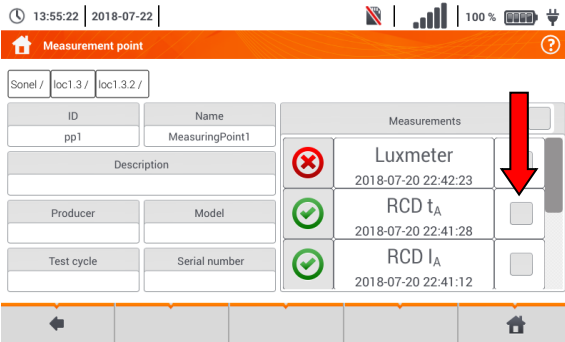 13:55:22 2018-07-22 100 %
Measurement point ?
Sonel / loc1.3 / loc1.3.2 /
ID Name Measurements
pp1 MeasuringPoint1
Luxmeter
2018-07-20 22:42:23
Description
RCD tA
2018-07-20 22:41:28
Producer Model
RCD IA
2018-07-20 22:41:12
Test cycle Serial number